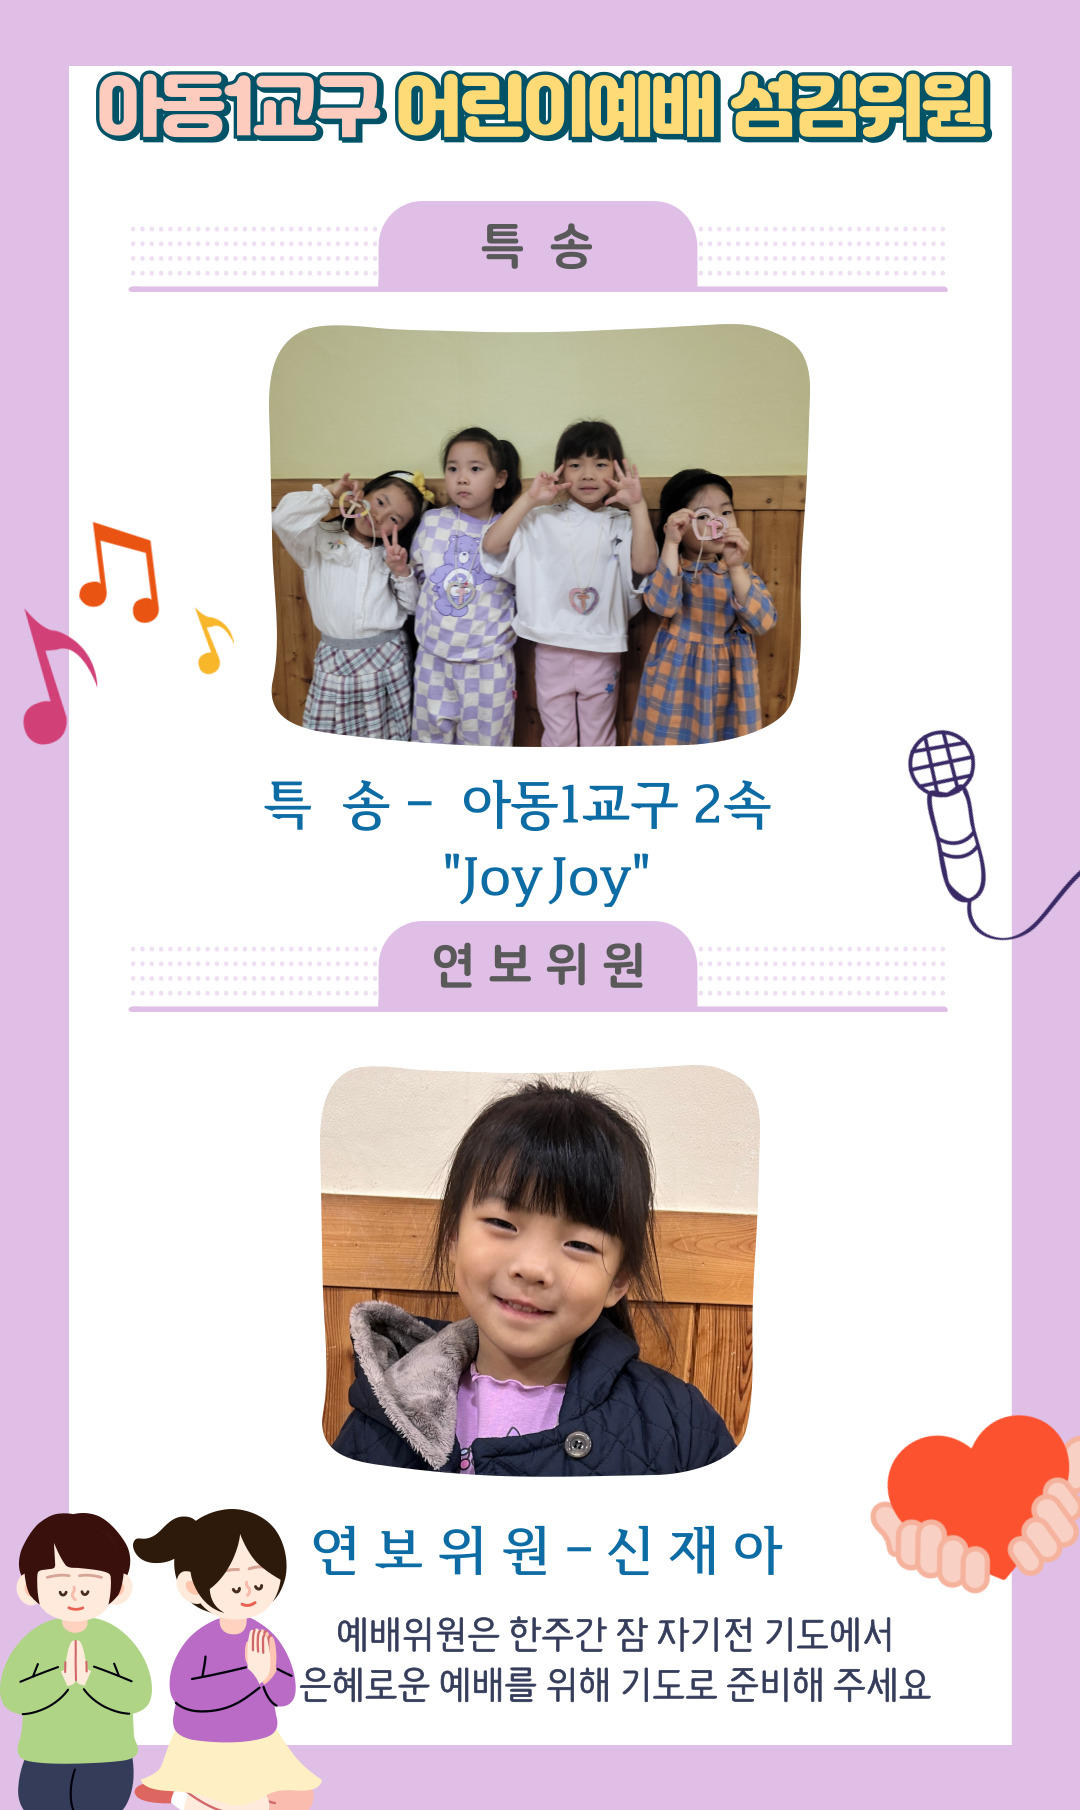 아동1교구 어린이예배 섬김위원
특 송
특 송 - 아동1교구 2속
"Joy Joy"
연보위원
연보위원-신재아
예배위원은 한주간 잠 자기전 기도에서
은혜로운 예배를 위해 기도로 준비해 주세요